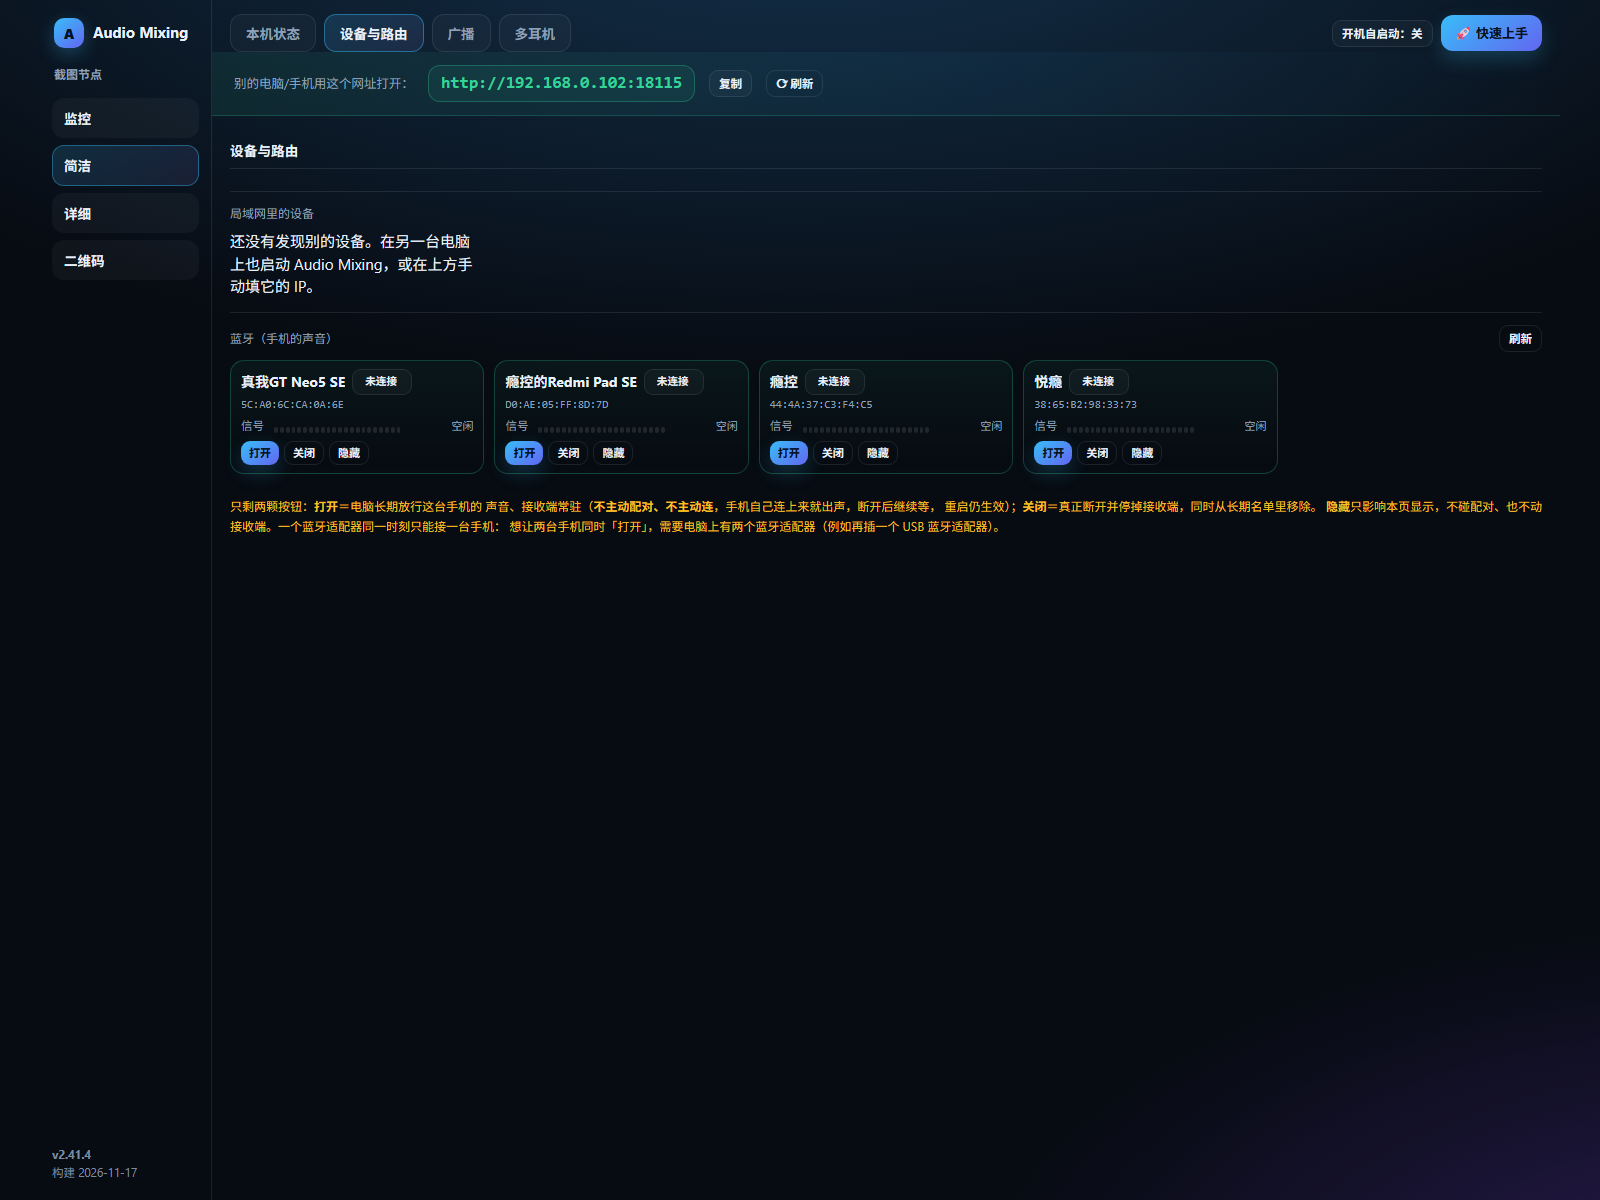 A
Audio Mixing
截图节点
监控
简洁
详细
二维码
v2.41.4
构建 2026-11-17
本机状态
设备与路由
广播
多耳机
开机自启动：关
🚀 快速上手
别的电脑/手机用这个网址打开：
http://192.168.0.102:18115
复制
⟳ 刷新
设备与路由
局域网里的设备
还没有发现别的设备。在另一台电脑
上也启动 Audio Mixing，或在上方手
动填它的 IP。
蓝牙（手机的声音）
刷新
真我GT Neo5 SE 未连接
5C:A0:6C:CA:0A:6E
信号 空闲
打开 关闭 隐藏
瘾控的Redmi Pad SE 未连接
D0:AE:05:FF:8D:7D
信号 空闲
打开 关闭 隐藏
瘾控 未连接
44:4A:37:C3:F4:C5
信号 空闲
打开 关闭 隐藏
悦瘾 未连接
38:65:B2:98:33:73
信号 空闲
打开 关闭 隐藏
只剩两颗按钮：打开＝电脑长期放行这台手机的 声音、接收端常驻（不主动配对、不主动连，手机自己连上来就出声，断开后继续等， 重启仍生效）；关闭＝真正断开并停掉接收端，同时从长期名单里移除。 隐藏只影响本页显示，不碰配对、也不动
接收端。一个蓝牙适配器同一时刻只能接一台手机： 想让两台手机同时「打开」，需要电脑上有两个蓝牙适配器（例如再插一个 USB 蓝牙适配器）。